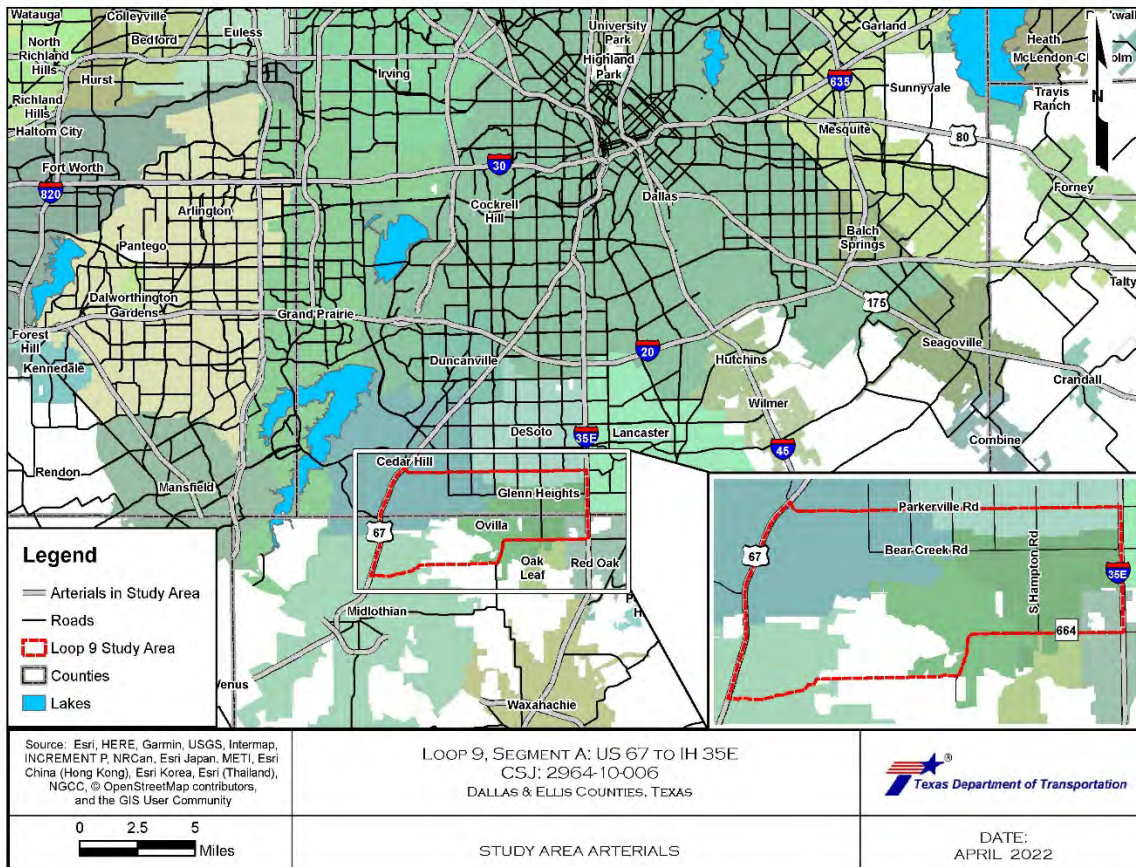 Watauga
Colleyville
Bedford
Euless
North
Richland
Hills
Hurst
Richland
Hills
Haltom City
Irving
University
Park
Highland
Park
Garland
635
Sunnyvale
Heath
Travis
Ranch
N
Mesquite
80
Fort Worth
820
30
Cockrell
Hill
Dallas
Forney
Arlington
Pantego
Balch
Springs
Dalworthington
Gardens
Grand Prairie
175
Forest
Hill
Kennedale
Duncanville
20
Hutchins
Seagoville
Crandall
Wilmer
DeSoto
35E
Lancaster
45
Combine
Rendon
Mansfield
Cedar Hill
Glenn Heights
67
Ovilla
Oak
Leaf
Red Oak
Midlothian
Waxahachie
Parkerville Rd
67
Bear Creek Rd
S Hampton Rd
35E
664
Legend
Arterials in Study Area
Roads
Loop 9 Study Area
Counties
Lakes
Source: Esri, HERE, Garmin, USGS, Intermap,
INCREMENT P, NRCan, Esri Japan, METI, Esri
China (Hong Kong), Esri Korea, Esri (Thailand),
NGCC, © OpenStreetMap contributors,
and the GIS User Community
0 2.5 5
Miles
LOOP 9, SEGMENT A: US 67 TO IH 35E
CSJ: 2964-10-006
DALLAS & ELLIS COUNTIES, TEXAS
STUDY AREA ARTERIALS
®
Texas Department of Transportation
DATE:
APRIL 2022